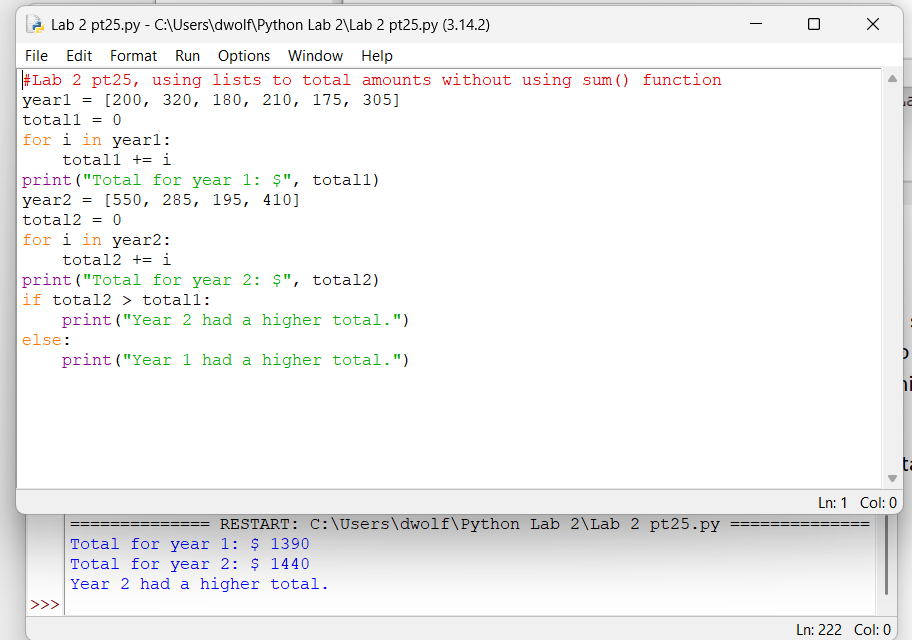 Lab 2 pt25.py - C:\Users\dwolf\Python Lab 2\Lab 2 pt25.py (3.14.2)
File Edit Format Run Options Window Help
#Lab 2 pt25, using lists to total amounts without using sum() function
year1 = [200, 320, 180, 210, 175, 305]
total1 = 0
for i in year1:
    total1 += i
print("Total for year 1: $", total1)
year2 = [550, 285, 195, 410]
total2 = 0
for i in year2:
    total2 += i
print("Total for year 2: $", total2)
if total2 > total1:
    print("Year 2 had a higher total.")
else:
    print("Year 1 had a higher total.")
Ln: 1 Col: 0
============== RESTART: C:\Users\dwolf\Python Lab 2\Lab 2 pt25.py ==============
Total for year 1: $ 1390
Total for year 2: $ 1440
Year 2 had a higher total.
>>>
Ln: 222 Col: 0